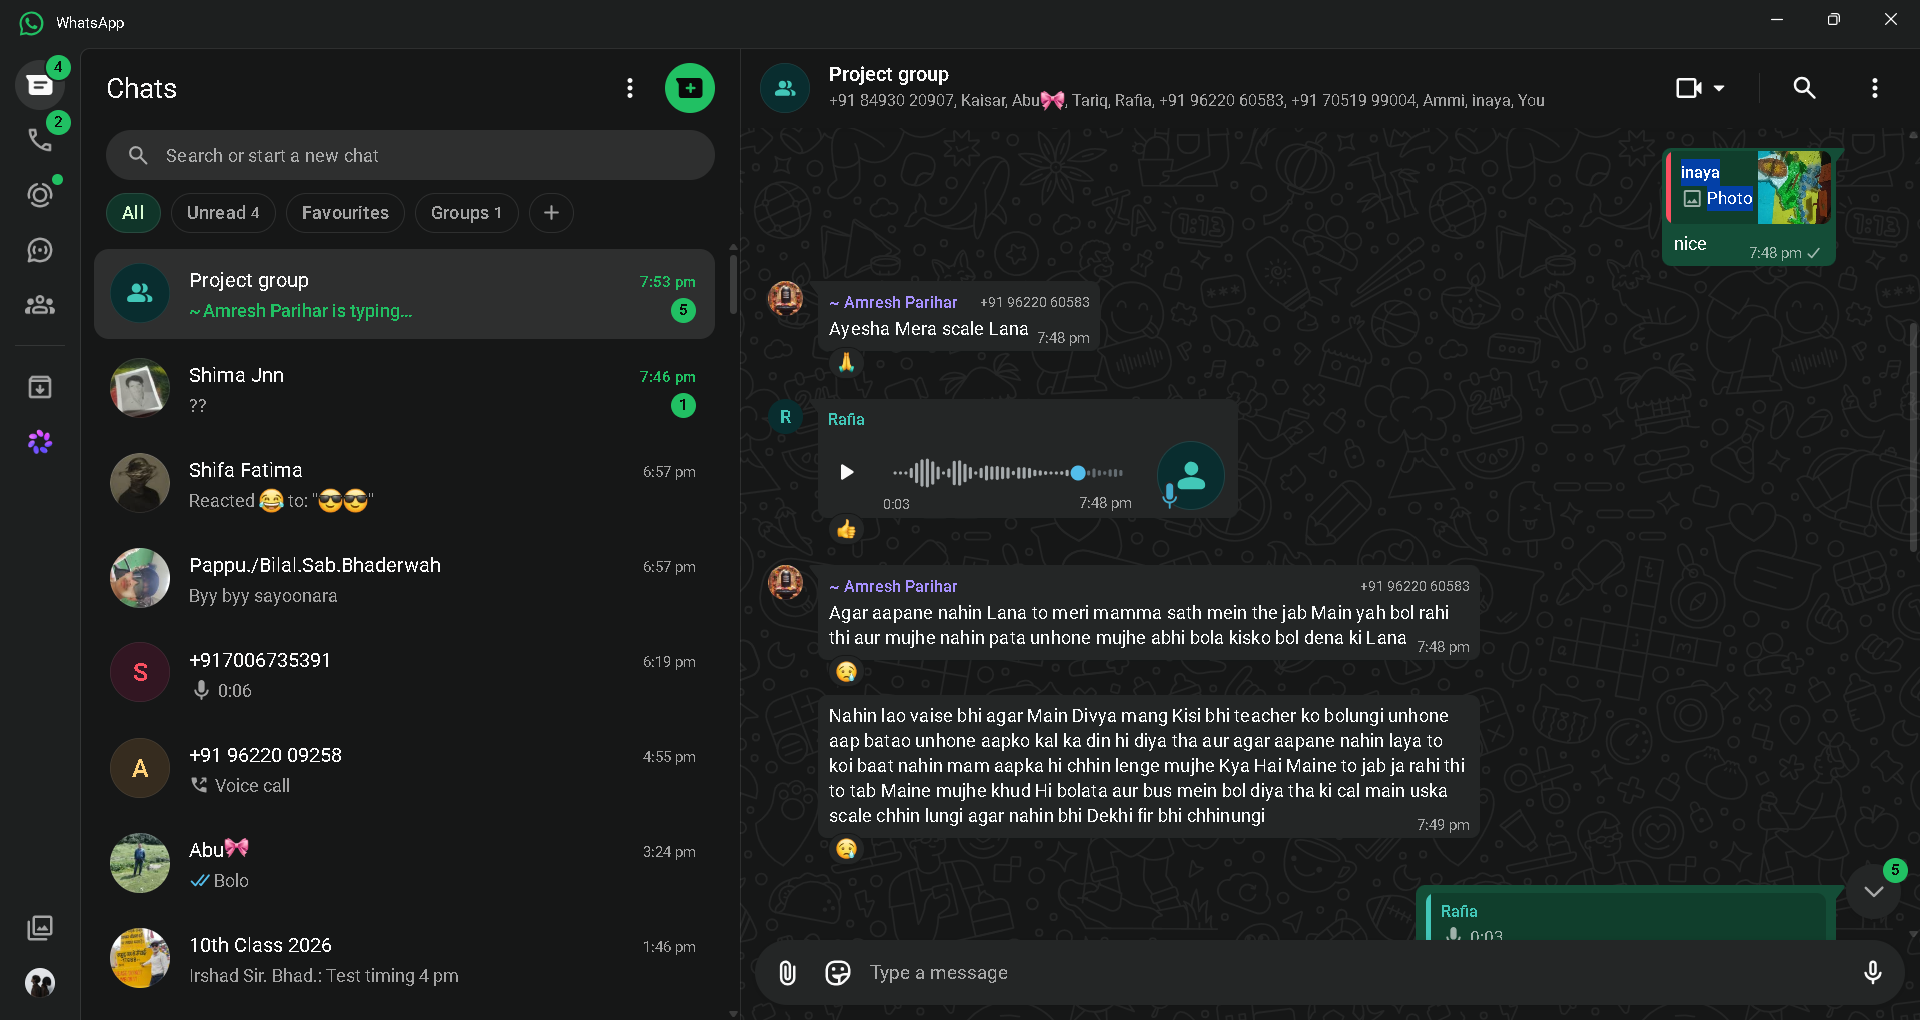 WhatsApp
4
2
Chats
Search or start a new chat
All
Unread 4
Favourites
Groups 1
Project group
7:53 pm
~ Amresh Parihar is typing...
5
Shima Jnn
7:46 pm
??
1
Shifa Fatima
6:57 pm
Reacted 😂 to: "😎😎"
Pappu./Bilal.Sab.Bhaderwah
6:57 pm
Byy byy sayoonara
S
+917006735391
6:19 pm
0:06
A
+91 96220 09258
4:55 pm
Voice call
Abu🎀
3:24 pm
Bolo
10th Class 2026
1:46 pm
Irshad Sir. Bhad.: Test timing 4 pm
Project group
+91 84930 20907, Kaisar, Abu🎀, Tariq, Rafia, +91 96220 60583, +91 70519 99004, Ammi, inaya, You
inaya
Photo
nice
7:48 pm
~ Amresh Parihar +91 96220 60583
Ayesha Mera scale Lana
7:48 pm
🙏
R
Rafia
0:03
7:48 pm
👍
~ Amresh Parihar +91 96220 60583
Agar aapane nahin Lana to meri mamma sath mein the jab Main yah bol rahi
thi aur mujhe nahin pata unhone mujhe abhi bola kisko bol dena ki Lana
7:48 pm
😢
Nahin lao vaise bhi agar Main Divya mang Kisi bhi teacher ko bolungi unhone
aap batao unhone aapko kal ka din hi diya tha aur agar aapane nahin laya to
koi baat nahin mam aapka hi chhin lenge mujhe Kya Hai Maine to jab ja rahi thi
to tab Maine mujhe khud Hi bolata aur bus mein bol diya tha ki cal main uska
scale chhin lungi agar nahin bhi Dekhi fir bhi chhinungi
7:49 pm
😢
5
Rafia
0:03
Type a message